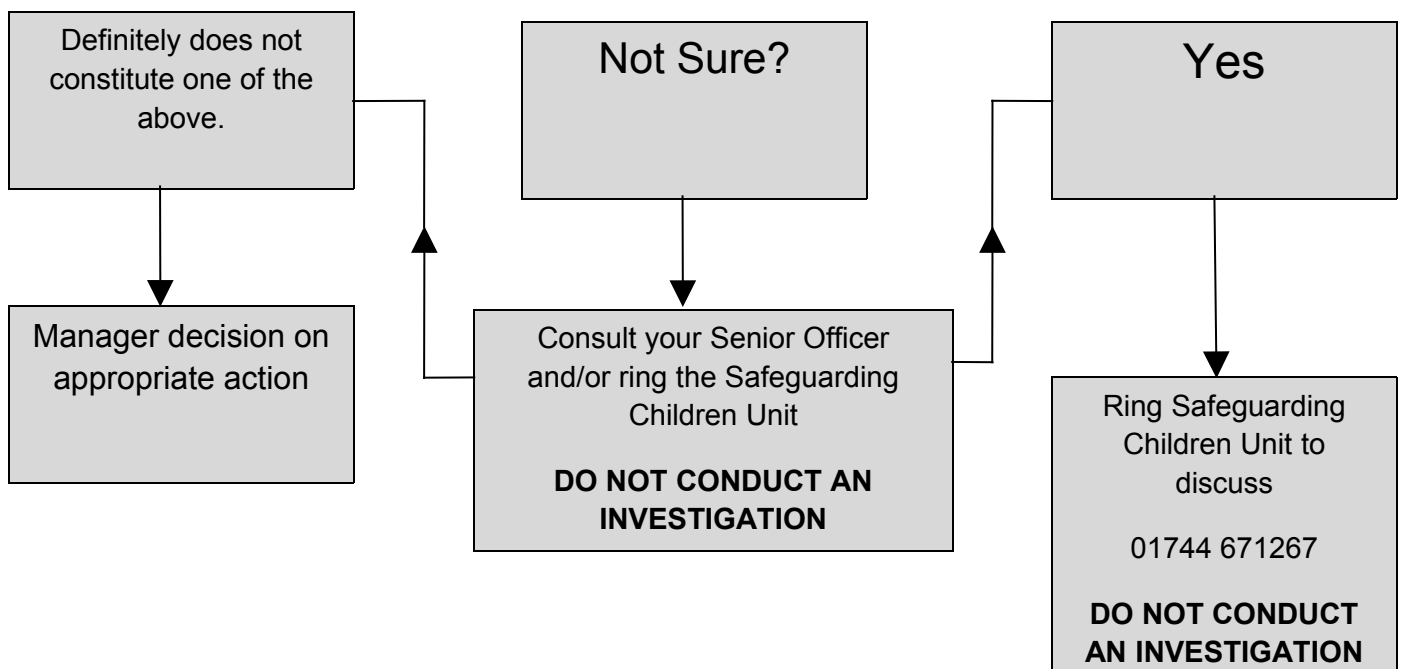 Definitely does not
constitute one of the
above.
Not Sure?
Yes
Manager decision on
appropriate action
Consult your Senior Officer
and/or ring the Safeguarding
Children Unit
DO NOT CONDUCT AN
INVESTIGATION
Ring Safeguarding
Children Unit to
discuss
01744 671267
DO NOT CONDUCT
AN INVESTIGATION